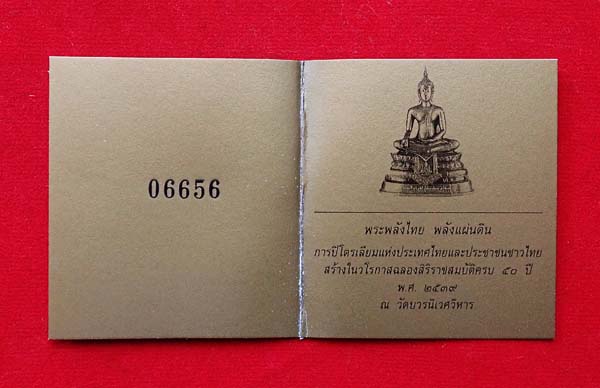 06656
พระพลังไทย พลังแผ่นดิน
การปิโตรเลียมแห่งประเทศไทยและประชาชนชาวไทย
สร้างในวโรกาสฉลองสิริราชสมบัติครบ ๕๐ ปี
พ.ศ. ๒๕๓๙
ณ วัดบวรนิเวศวิหาร